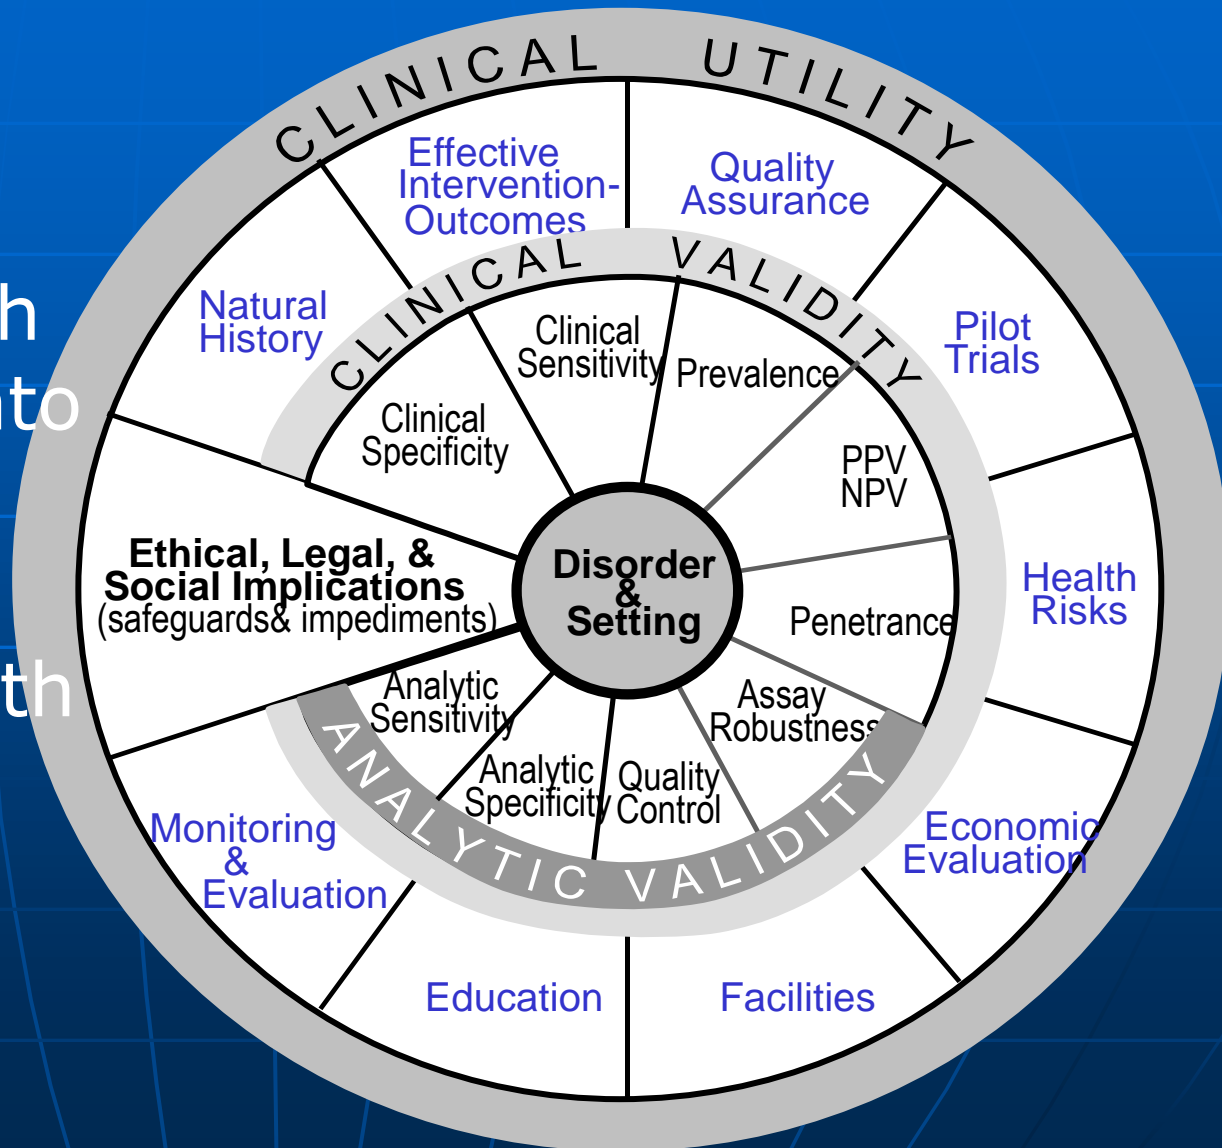 CLINICAL UTILITY
Effective
Intervention-
Outcomes
Quality
Assurance
Natural
History
Pilot
Trials
CLINICAL VALIDITY
Clinical
Sensitivity
Prevalence
Clinical
Specificity
PPV
NPV
Ethical, Legal, &
Social Implications
(safeguards& impediments)
Disorder
&
Setting
Health
Risks
Penetrance
Analytic
Sensitivity
Assay
Robustness
Analytic
Specificity
Quality
Control
ANALYTIC VALIDITY
Monitoring
&
Evaluation
Economic
Evaluation
Education
Facilities